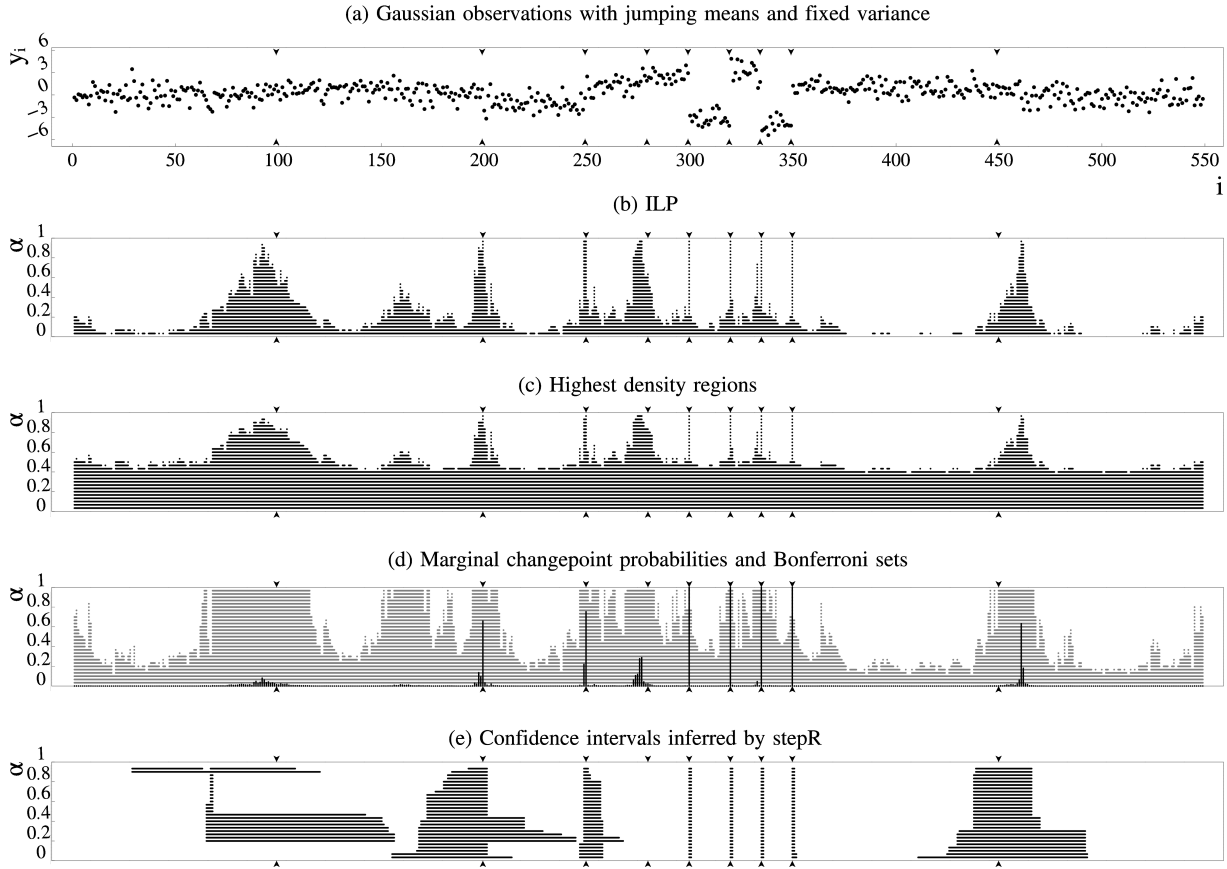 (a) Gaussian observations with jumping means and fixed variance
yᵢ
6
3
0
−3
−6
0 50 100 150 200 250 300 350 400 450 500 550
i
(b) ILP
α
1
0.8
0.6
0.4
0.2
0
(c) Highest density regions
α
1
0.8
0.6
0.4
0.2
0
(d) Marginal changepoint probabilities and Bonferroni sets
α
1
0.8
0.6
0.4
0.2
0
(e) Confidence intervals inferred by stepR
α
1
0.8
0.6
0.4
0.2
0